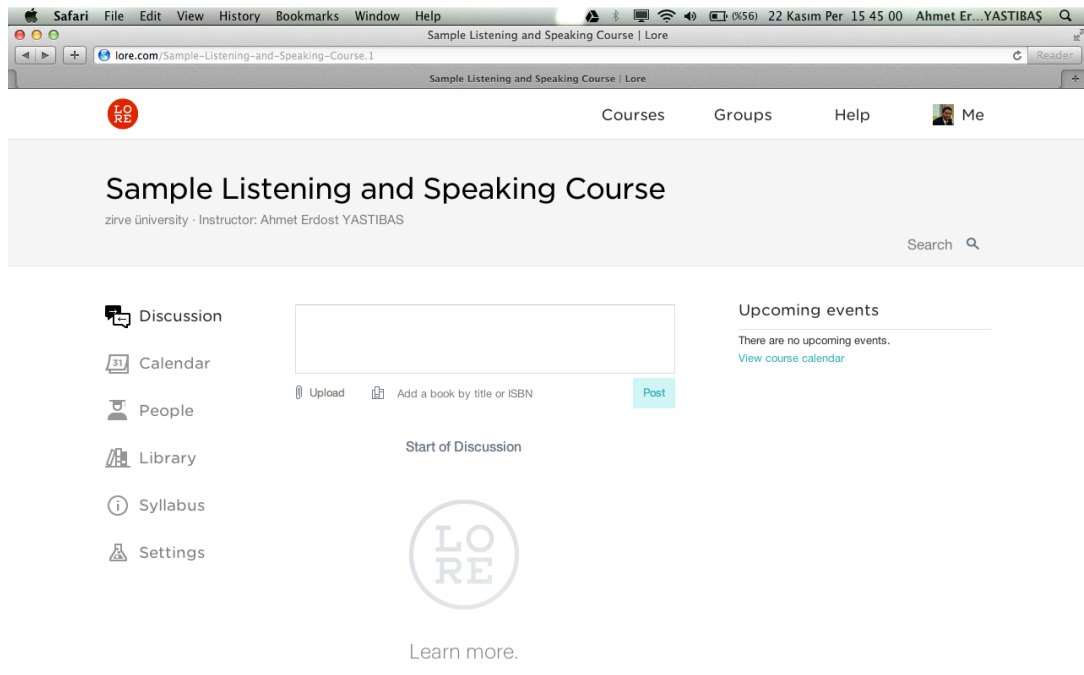 Safari File Edit View History Bookmarks Window Help (%56) 22 Kasım Per 15 45 00 Ahmet Er...YASTIBAŞ
Sample Listening and Speaking Course | Lore
lore.com/Sample-Listening-and-Speaking-Course.1 Reader
Sample Listening and Speaking Course | Lore
LORE Courses Groups Help Me
Sample Listening and Speaking Course
zirve üniversity · Instructor: Ahmet Erdost YASTIBAS
Search
Discussion
31 Calendar
People
Library
Syllabus
Settings
Upload Add a book by title or ISBN Post
Start of Discussion
LO
RE
Learn more.
Upcoming events
There are no upcoming events.
View course calendar